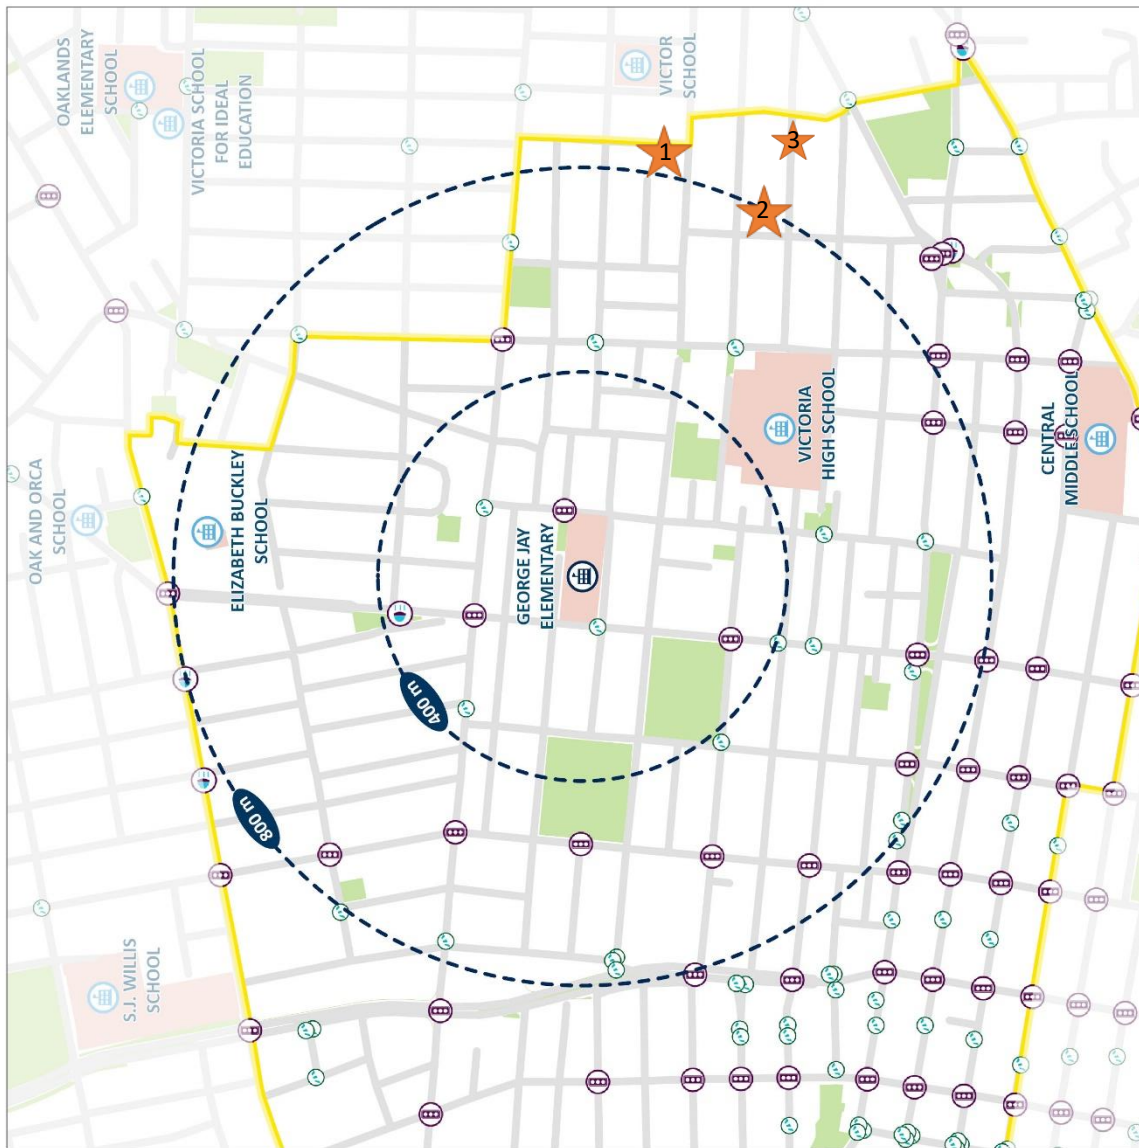 OAKLANDS
ELEMENTARY
SCHOOL
VICTORIA SCHOOL
FOR IDEAL
EDUCATION
VICTOR
SCHOOL
1
3
2
OAK AND ORCA
SCHOOL
ELIZABETH BUCKLEY
SCHOOL
GEORGE JAY
ELEMENTARY
VICTORIA
HIGH SCHOOL
CENTRAL
MIDDLE SCHOOL
400 m
800 m
S.J. WILLIS
SCHOOL